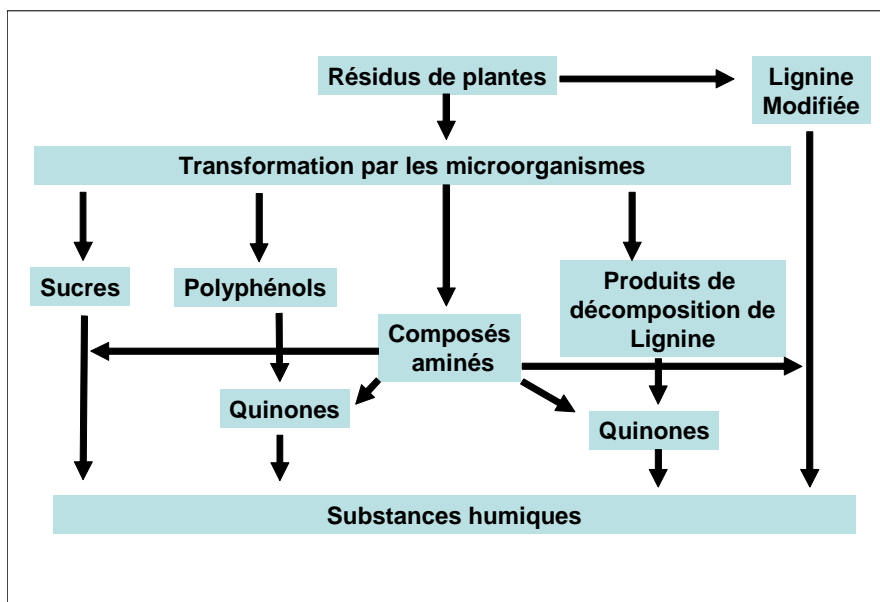 Résidus de plantes
Lignine
Modifiée
Transformation par les microorganismes
Sucres
Polyphénols
Composés
aminés
Produits de
décomposition de
Lignine
Quinones
Quinones
Substances humiques